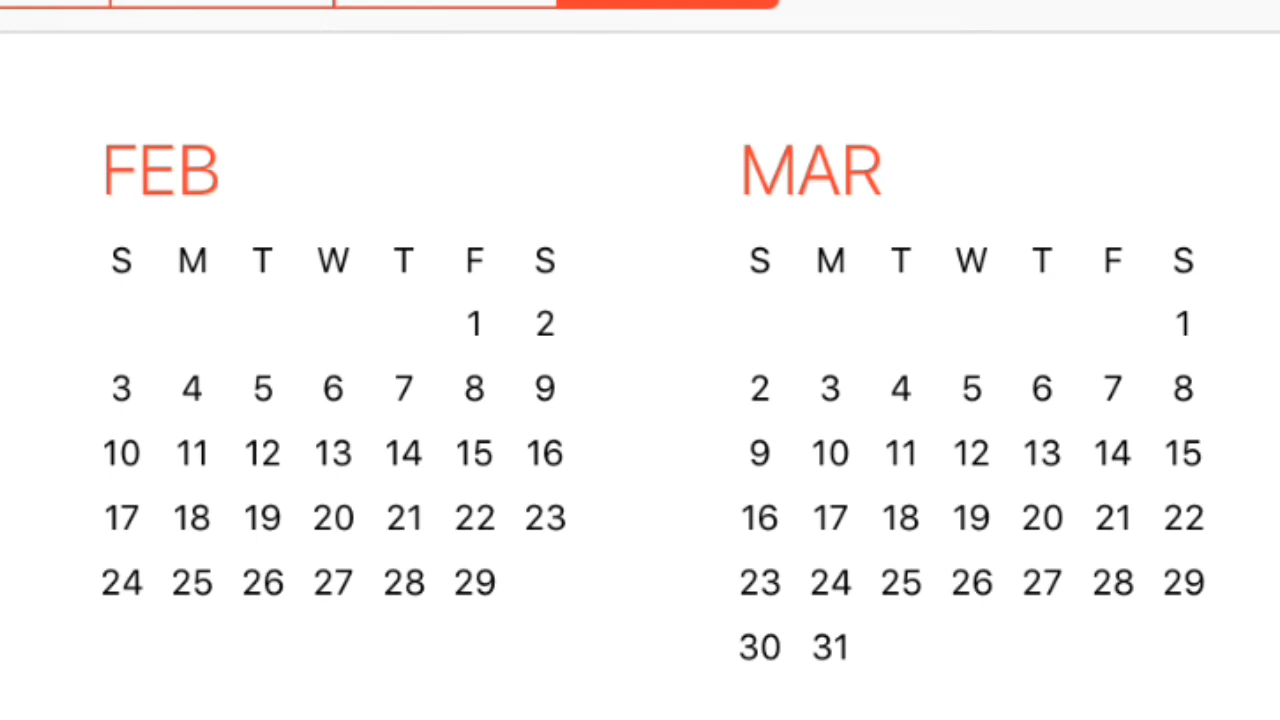 FEB
S M T W T F S
1 2
3 4 5 6 7 8 9
10 11 12 13 14 15 16
17 18 19 20 21 22 23
24 25 26 27 28 29
MAR
S M T W T F S
1
2 3 4 5 6 7 8
9 10 11 12 13 14 15
16 17 18 19 20 21 22
23 24 25 26 27 28 29
30 31